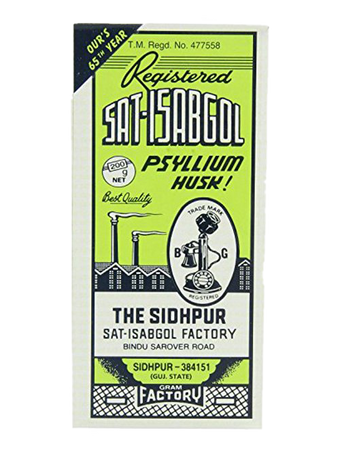 OUR'S
65TH YEAR
T.M. Regd. No. 477558
Registered
SAT-ISABGOL
PSYLLIUM
HUSK!
200
g
NET
Best Quality
TRADE MARK
B G
REGISTERED
THE SIDHPUR
SAT-ISABGOL FACTORY
BINDU SAROVER ROAD
SIDHPUR-384151
(GUJ. STATE)
GRAM
FACTORY